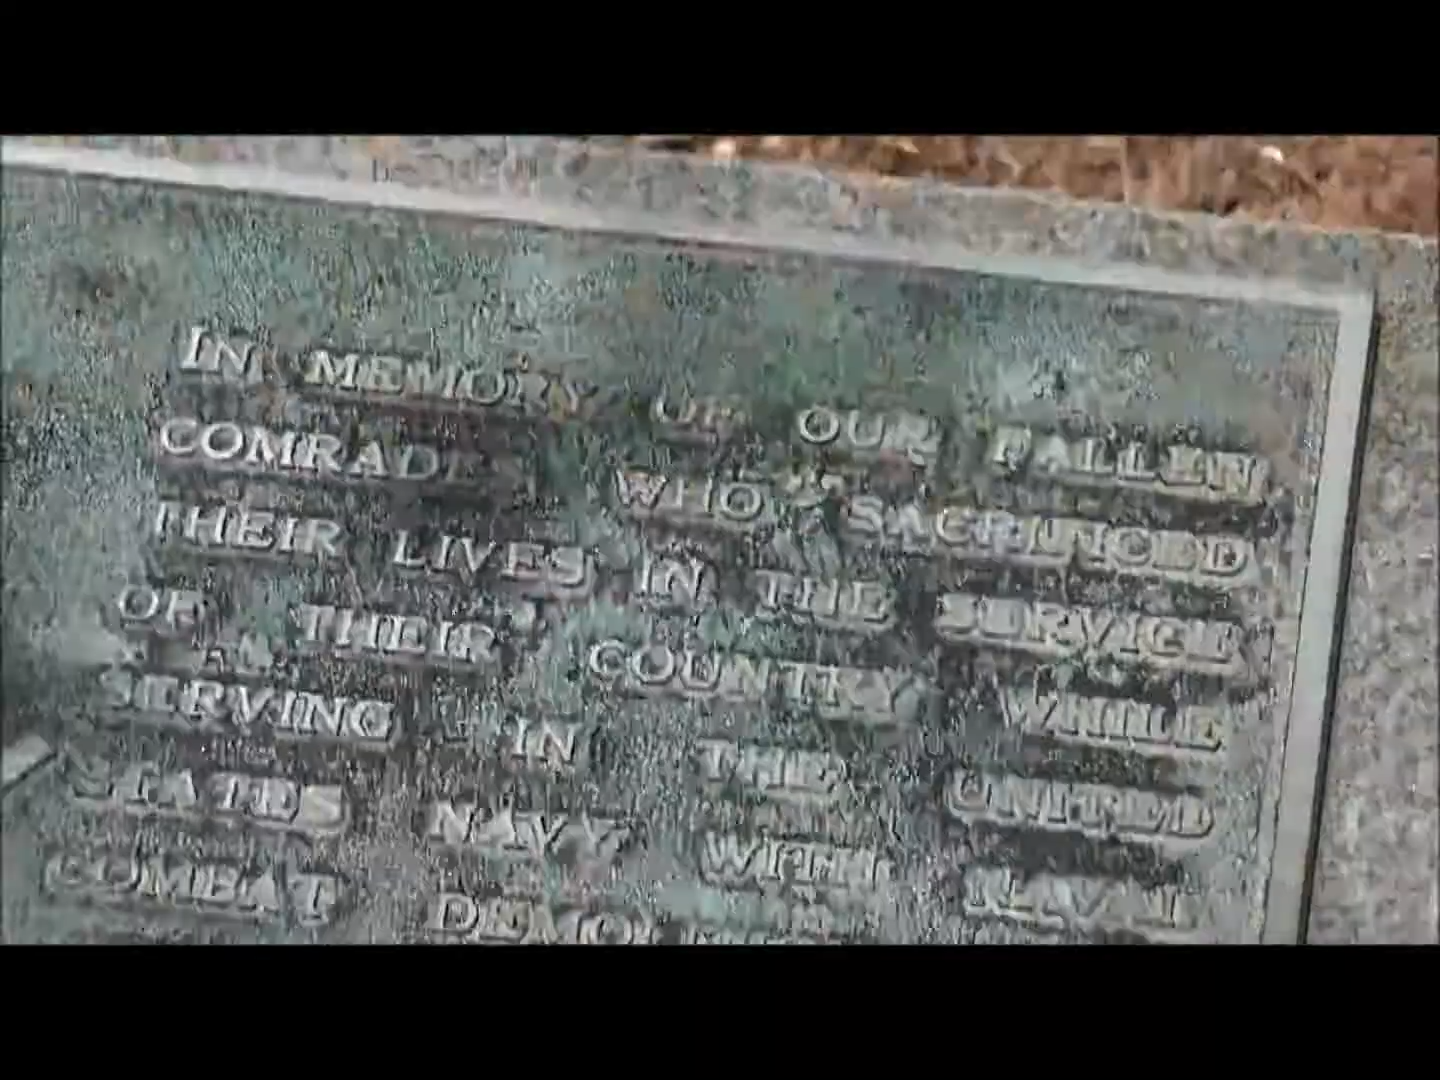 IN MEMORY OF OUR FALLEN
COMRADES WHO SACRIFICED
THEIR LIVES IN THE SERVICE
OF THEIR COUNTRY WHILE
SERVING IN THE UNITED
STATES NAVY WITH NAVAL
COMBAT